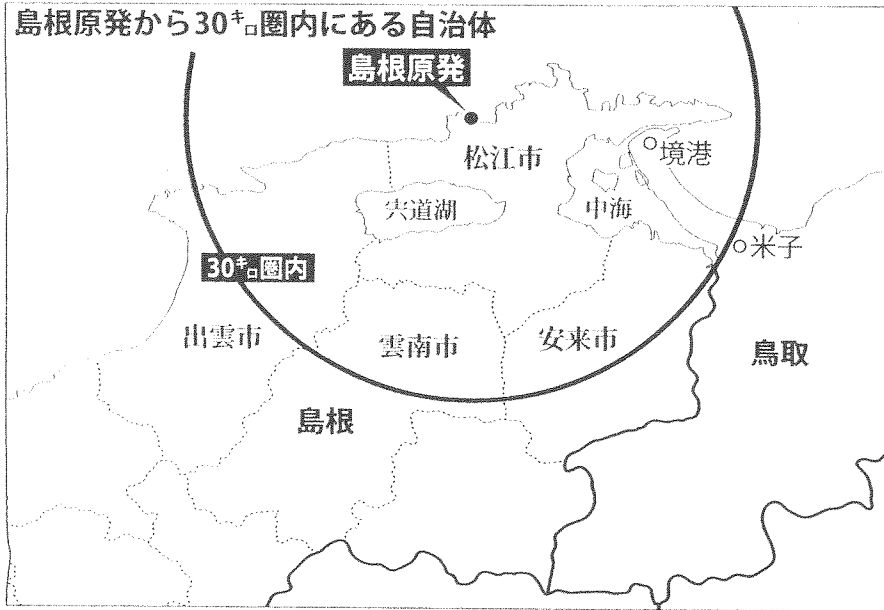 島根原発から30㌔圏内にある自治体
島根原発
松江市
境港
宍道湖
中海
米子
30㌔圏内
出雲市
雲南市
安来市
鳥取
島根